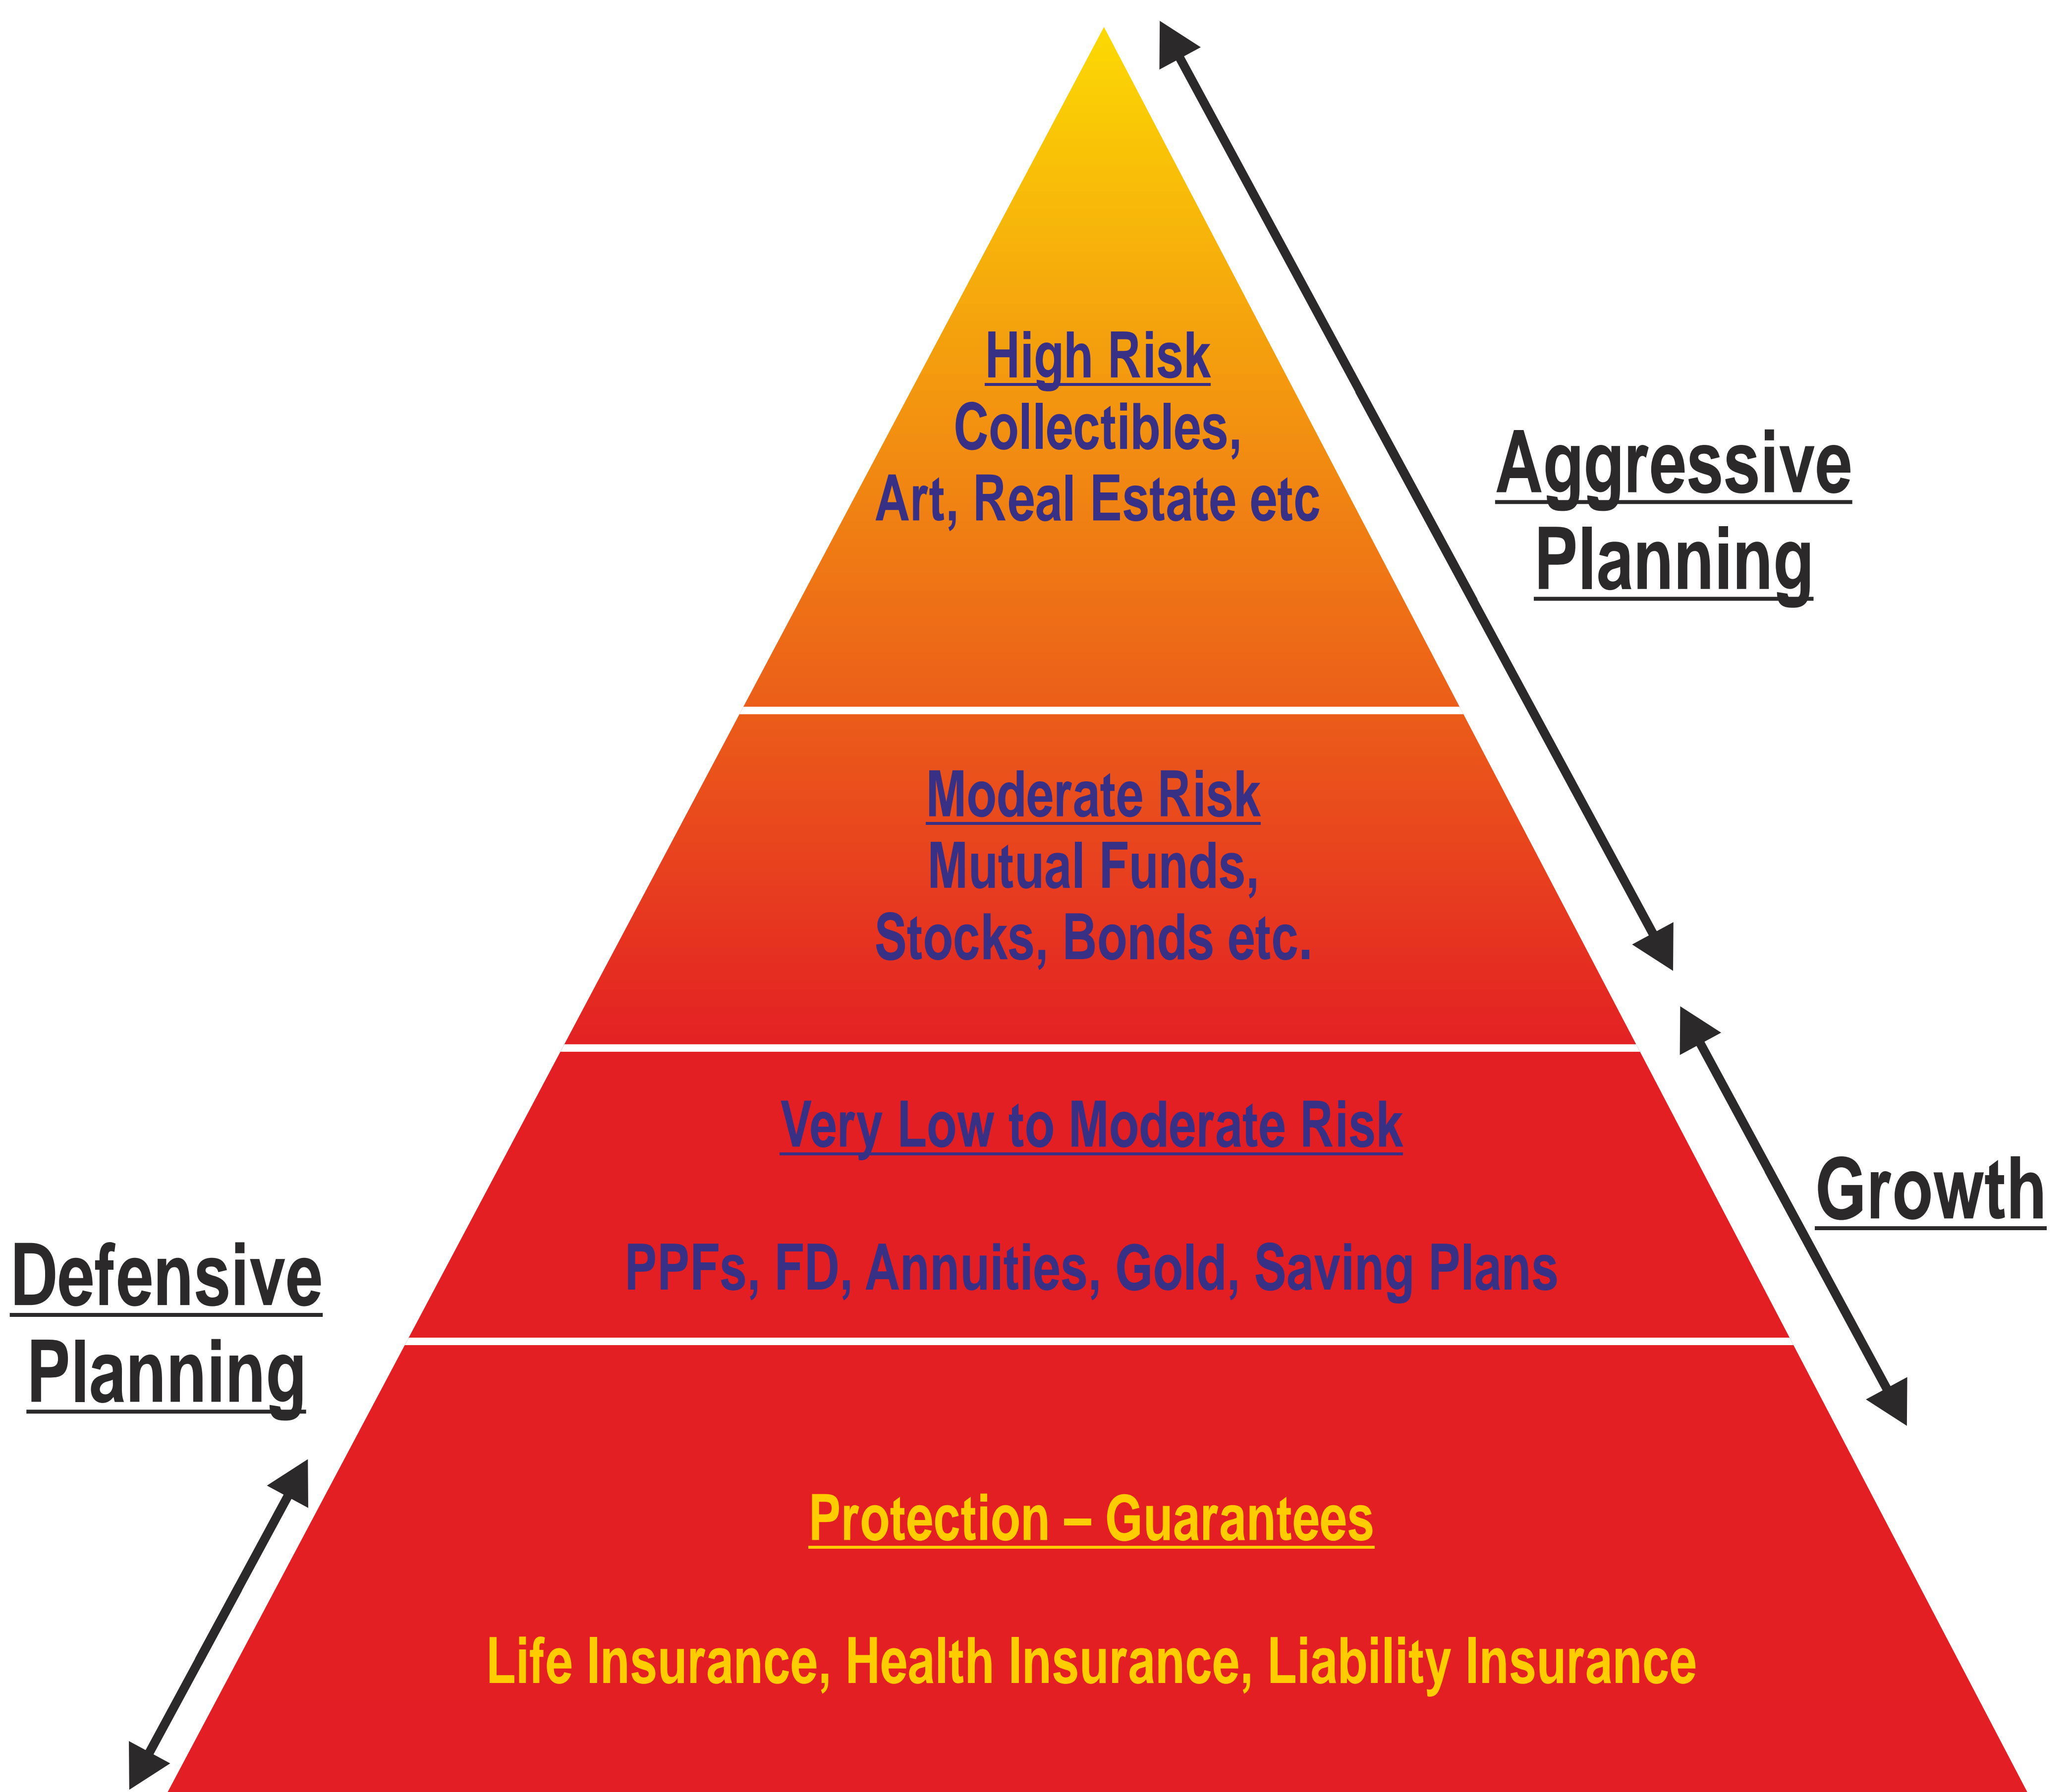 High Risk
Collectibles,
Art, Real Estate etc
Aggressive
Planning
Moderate Risk
Mutual Funds,
Stocks, Bonds etc.
Very Low to Moderate Risk
PPFs, FD, Annuities, Gold, Saving Plans
Growth
Defensive
Planning
Protection – Guarantees
Life Insurance, Health Insurance, Liability Insurance